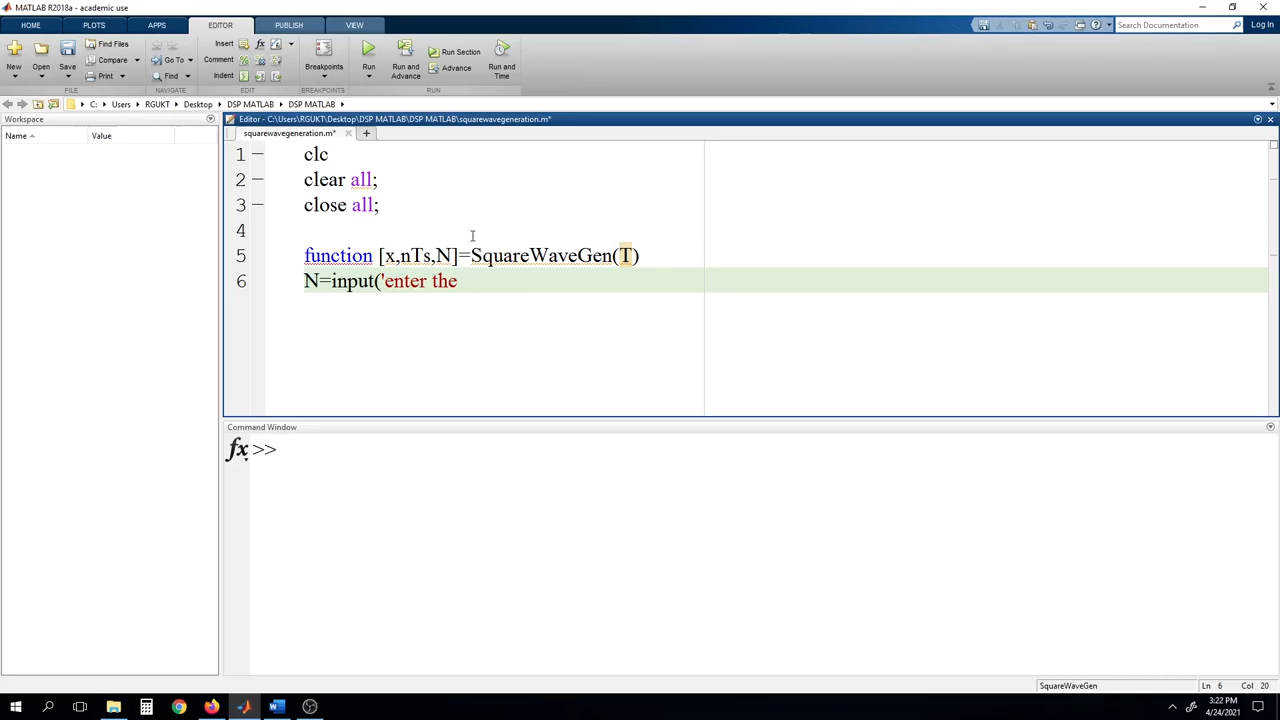 MATLAB R2018a - academic use
HOME PLOTS APPS EDITOR PUBLISH VIEW Search Documentation Log In
New Open Save Find Files Compare Print Go To Find Insert fx Comment Indent Breakpoints Run Run and Advance Run Section Advance Run and Time
FILE NAVIGATE EDIT BREAKPOINTS RUN
C: Users RGUKT Desktop DSP MATLAB DSP MATLAB
Workspace
Name Value
Editor - C:\Users\RGUKT\Desktop\DSP MATLAB\DSP MATLAB\squarewavegeneration.m*
squarewavegeneration.m*
1 clc
2 clear all;
3 close all;
4
5 function [x,nTs,N]=SquareWaveGen(T)
6 N=input('enter the
Command Window
fx >>
SquareWaveGen Ln 6 Col 20
3:22 PM
4/24/2021